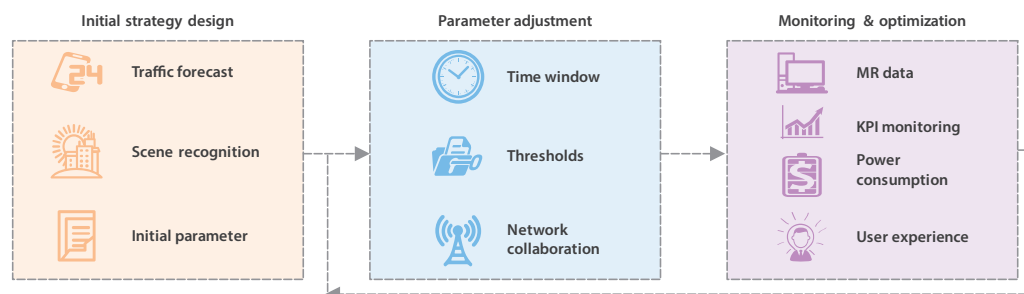 Initial strategy design
Parameter adjustment
Monitoring & optimization
24
Traffic forecast
Scene recognition
Initial parameter
Time window
Thresholds
Network
collaboration
MR data
KPI monitoring
Power
consumption
$
User experience